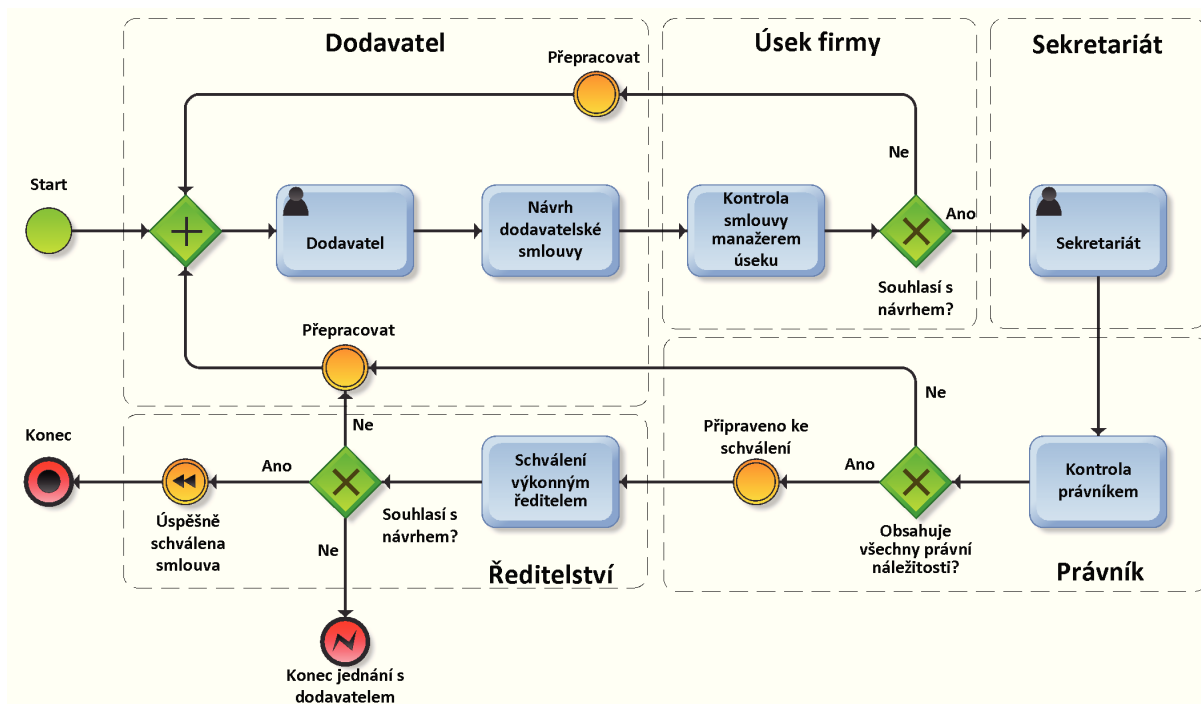 Dodavatel
Úsek firmy
Sekretariát
Přepracovat
Ne
Start
Dodavatel
Návrh
dodavatelské
smlouvy
Kontrola
smlouvy
manažerem
úseku
Ano
Sekretariát
Souhlasí s
návrhem?
Přepracovat
Ne
Konec
Ne
Připraveno ke
schválení
Ano
Schválení
výkonným
ředitelem
Ano
Kontrola
právníkem
Souhlasí s
návrhem?
Úspěšně
schválena
smlouva
Ne
Obsahuje
všechny právní
náležitosti?
Ředitelství
Právník
Konec jednání s
dodavatelem